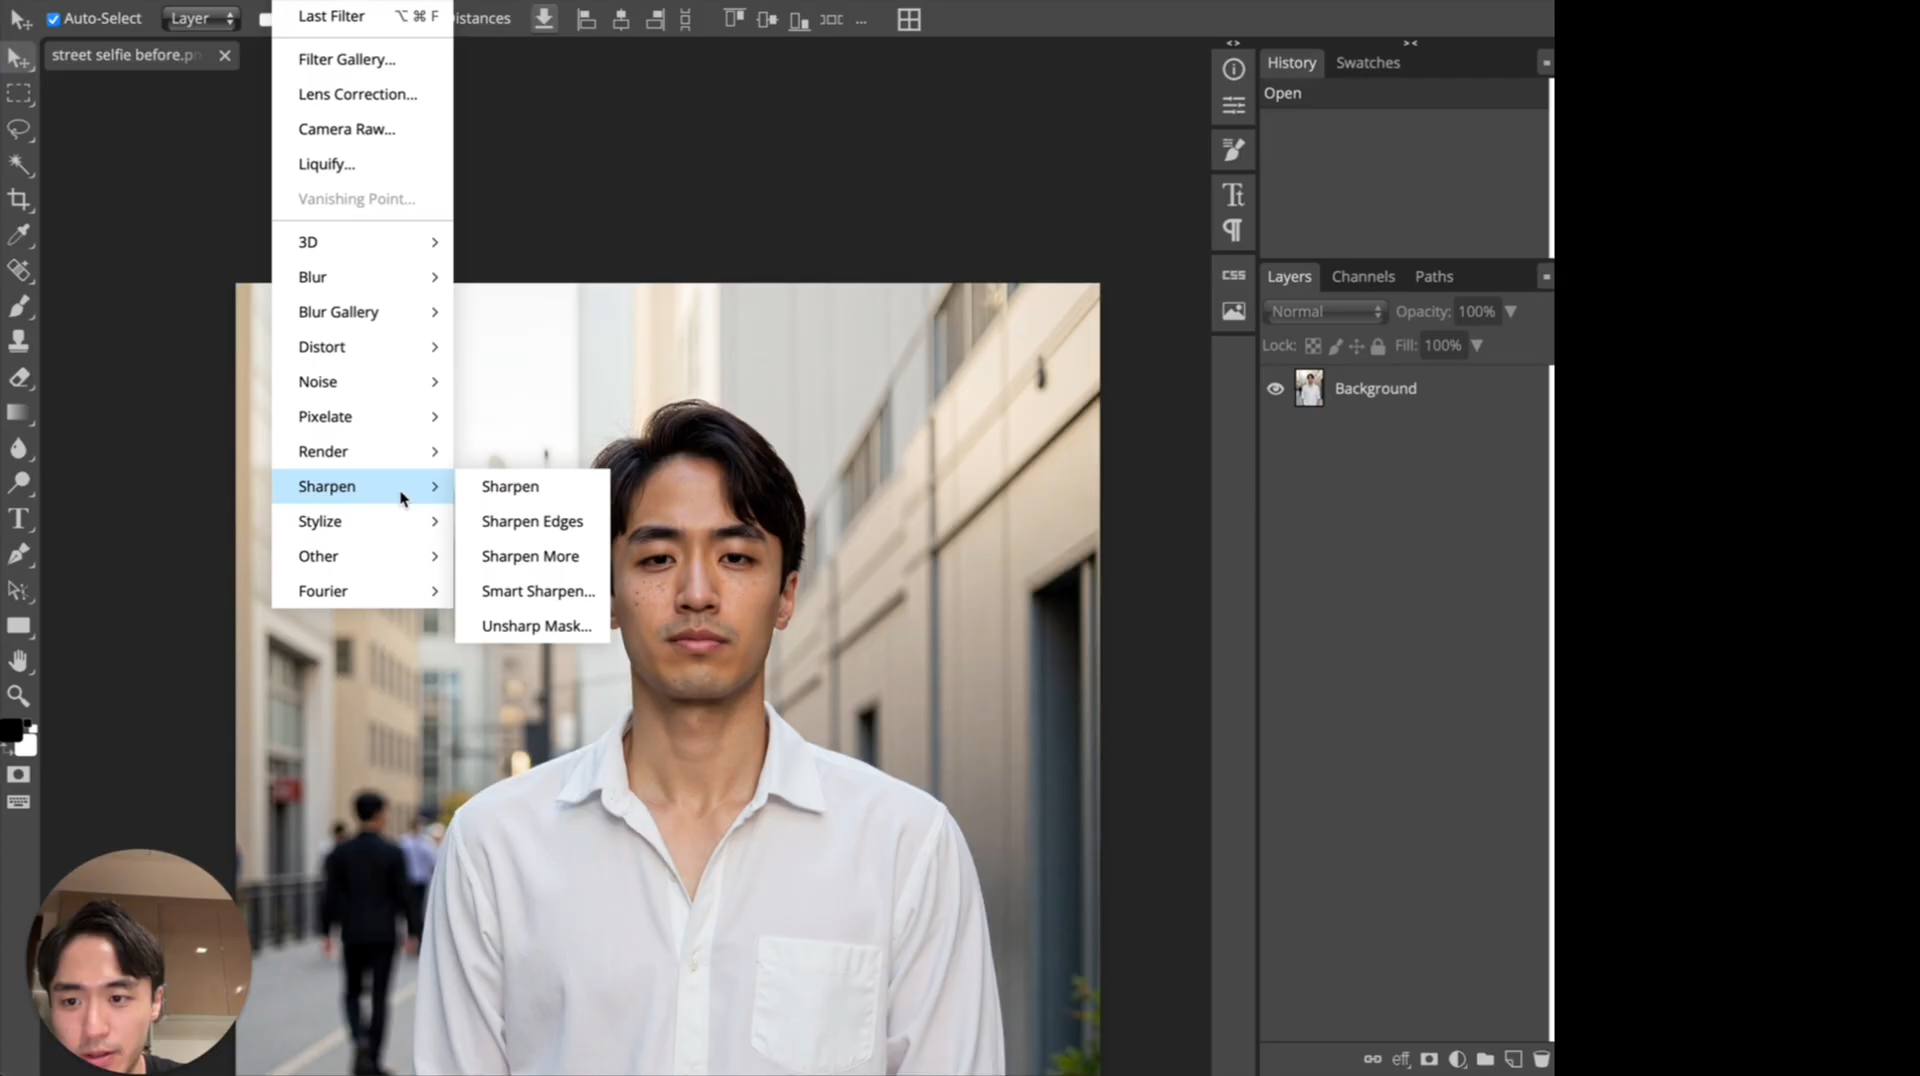 Auto-Select
Layer
istances
...
street selfie before.p
Last Filter ⌥ ⌘ F
Filter Gallery...
Lens Correction...
Camera Raw...
Liquify...
Vanishing Point...
3D
Blur
Blur Gallery
Distort
Noise
Pixelate
Render
Sharpen
Stylize
Other
Fourier
Sharpen
Sharpen Edges
Sharpen More
Smart Sharpen...
Unsharp Mask...
CSS
History
Swatches
Open
Layers
Channels
Paths
Normal
Opacity: 100%
Lock:
Fill: 100%
Background
eff